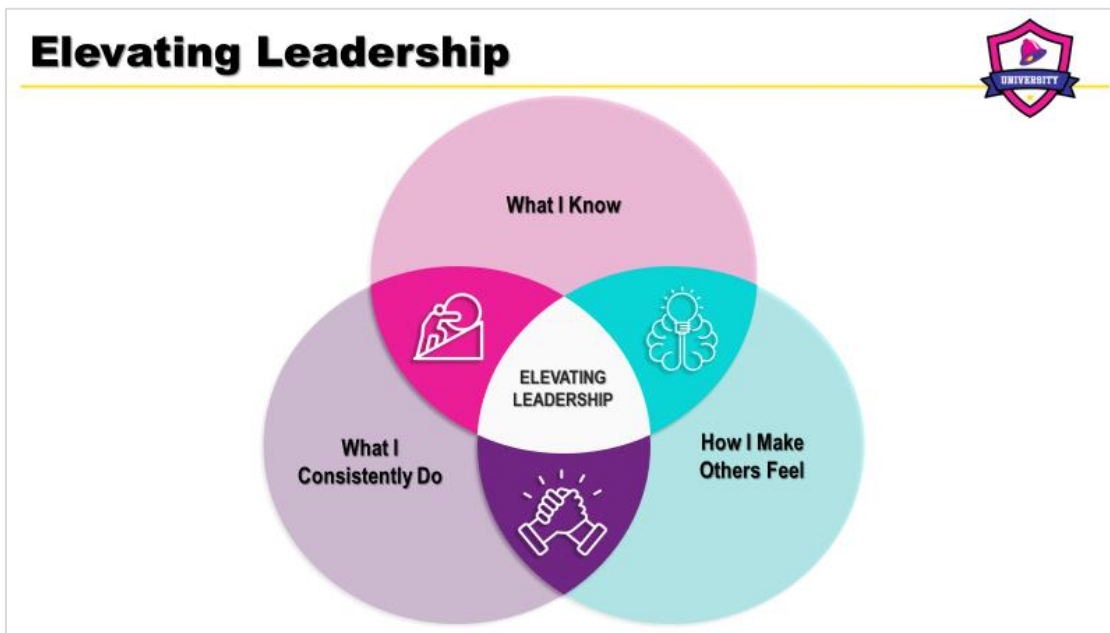 Elevating Leadership
UNIVERSITY
What I Know
ELEVATING
LEADERSHIP
What I
Consistently Do
How I Make
Others Feel